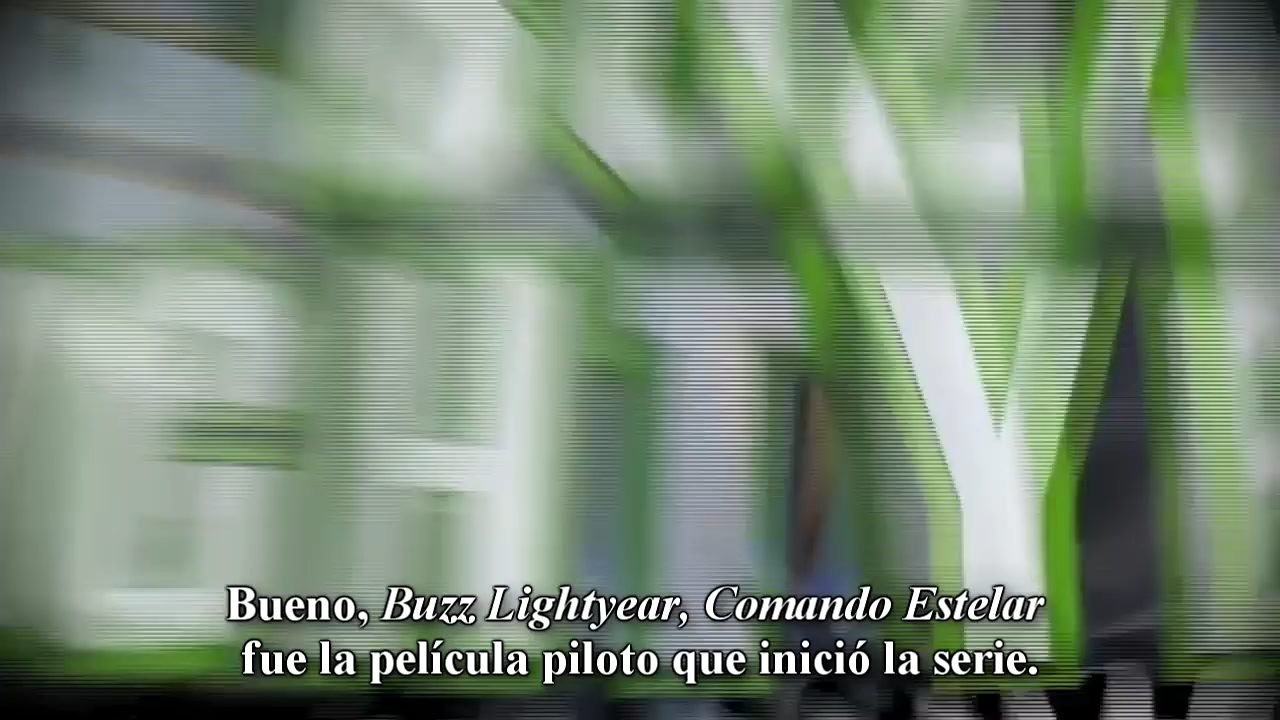 Bueno, Buzz Lightyear, Comando Estelar
fue la película piloto que inició la serie.